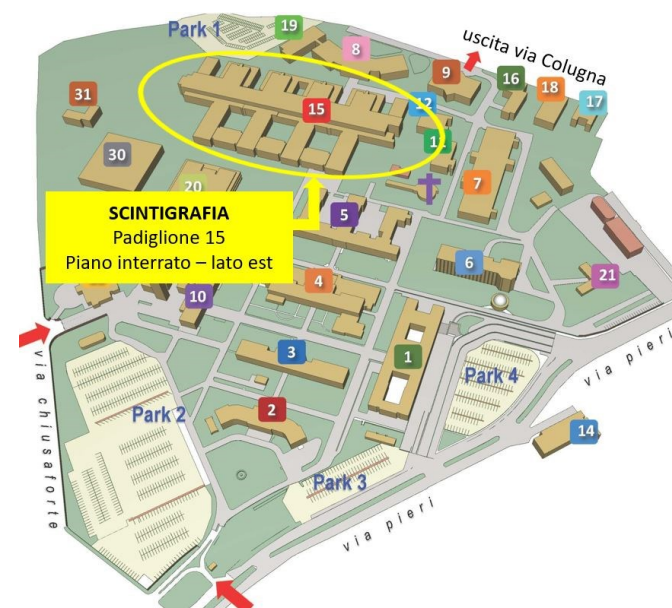 19
Park 1
8
uscita via Colugna
9
16
18
17
31
15
12
30
20
7
SCINTIGRAFIA
Padiglione 15
Piano interrato – lato est
5
6
21
10
4
3
1
Park 4
via pieri
via chiusaforte
Park 2
2
14
Park 3
via pieri